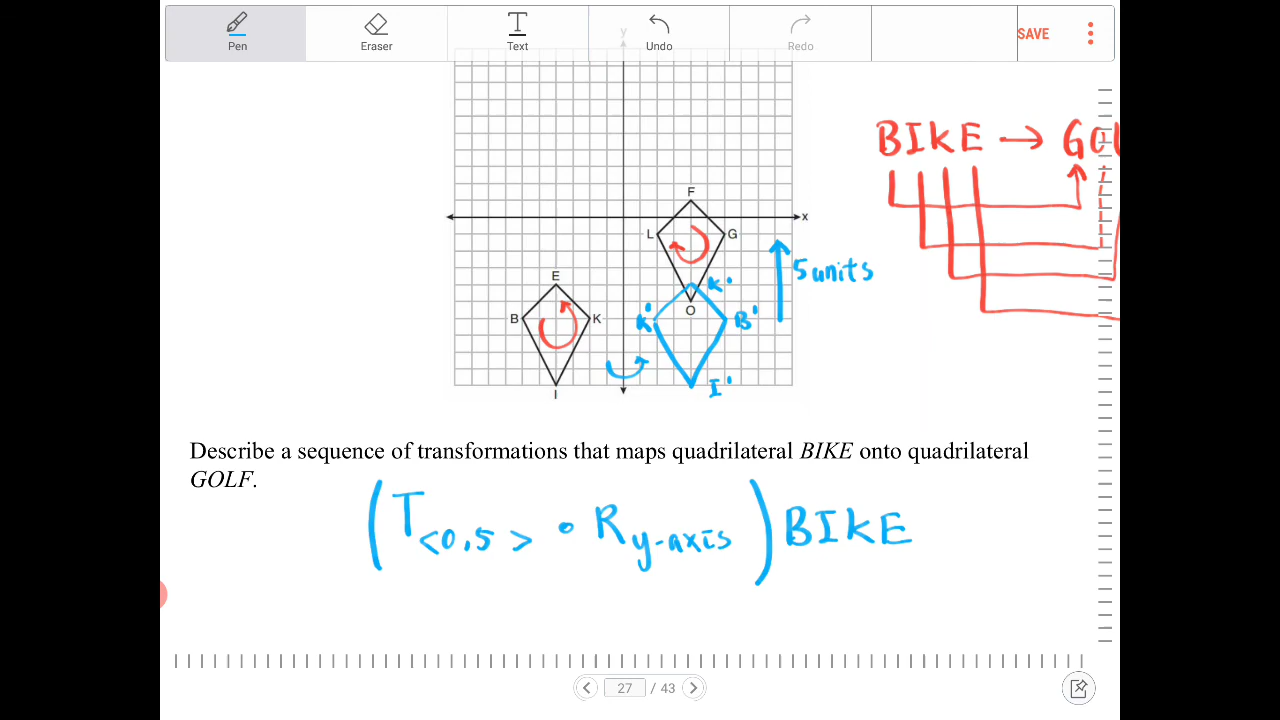 Pen
Eraser
Text
Undo
Redo
SAVE
y
x
BIKE → GOL
F
L
G
O
E
B
K
I
5 units
K'
K'
B'
I'
Describe a sequence of transformations that maps quadrilateral BIKE onto quadrilateral
GOLF.
(T<0,5> • Ry-axis) BIKE
27 / 43